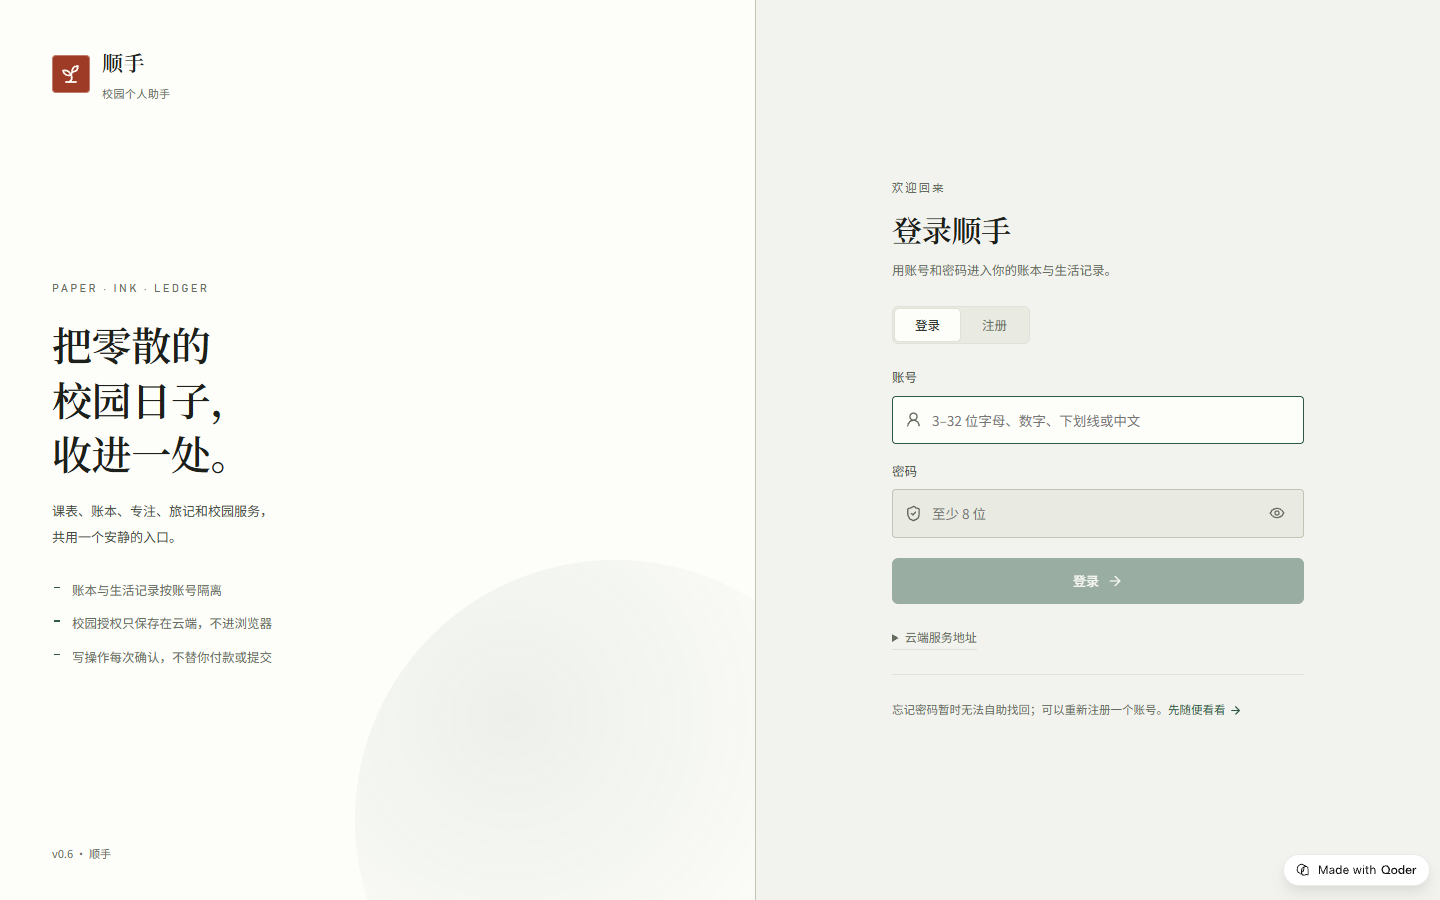 顺手
校园个人助手
PAPER · INK · LEDGER
把零散的
校园日子，
收进一处。
课表、账本、专注、旅记和校园服务，
共用一个安静的入口。
账本与生活记录按账号隔离
校园授权只保存在云端，不进浏览器
写操作每次确认，不替你付款或提交
v0.6 · 顺手
欢迎回来
登录顺手
用账号和密码进入你的账本与生活记录。
登录 注册
账号
3–32 位字母、数字、下划线或中文
密码
至少 8 位
登录 →
▶ 云端服务地址
忘记密码暂时无法自助找回；可以重新注册一个账号。先随便看看 →
Made with Qoder